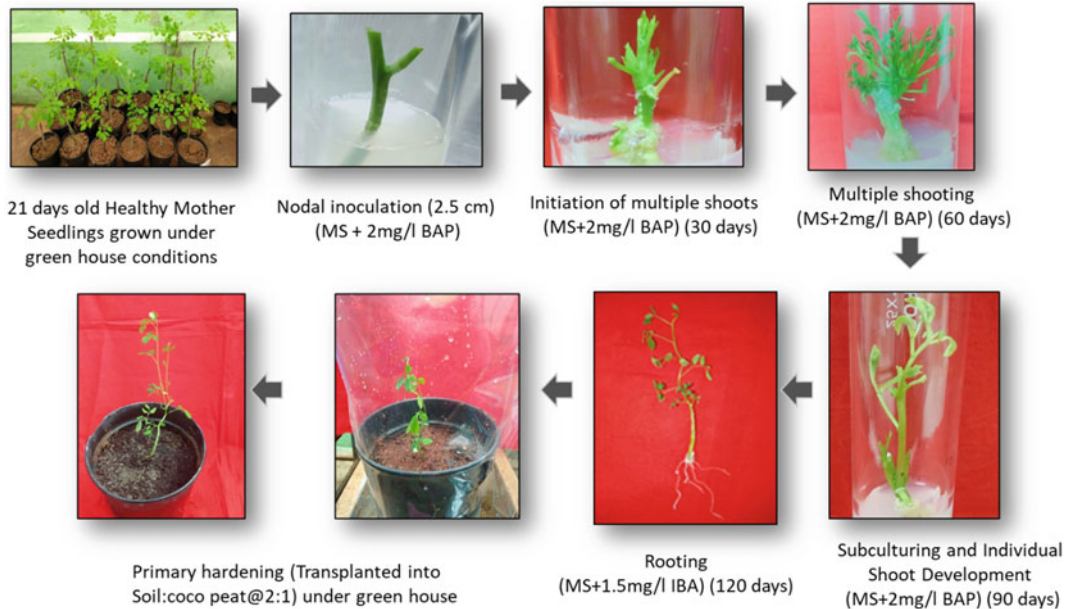 21 days old Healthy Mother
Seedlings grown under
green house conditions
Nodal inoculation (2.5 cm)
(MS + 2mg/l BAP)
Initiation of multiple shoots
(MS+2mg/l BAP) (30 days)
Multiple shooting
(MS+2mg/l BAP) (60 days)
Subculturing and Individual
Shoot Development
(MS+2mg/l BAP) (90 days)
Rooting
(MS+1.5mg/l IBA) (120 days)
Primary hardening (Transplanted into
Soil:coco peat@2:1) under green house